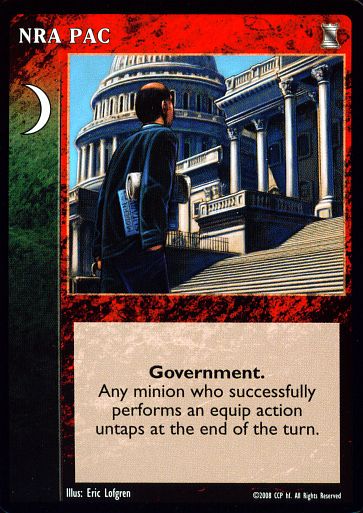 NRA PAC
Government.
Any minion who successfully
performs an equip action
untaps at the end of the turn.
Illus: Eric Lofgren
©2008 CCP hf. All Rights Reserved